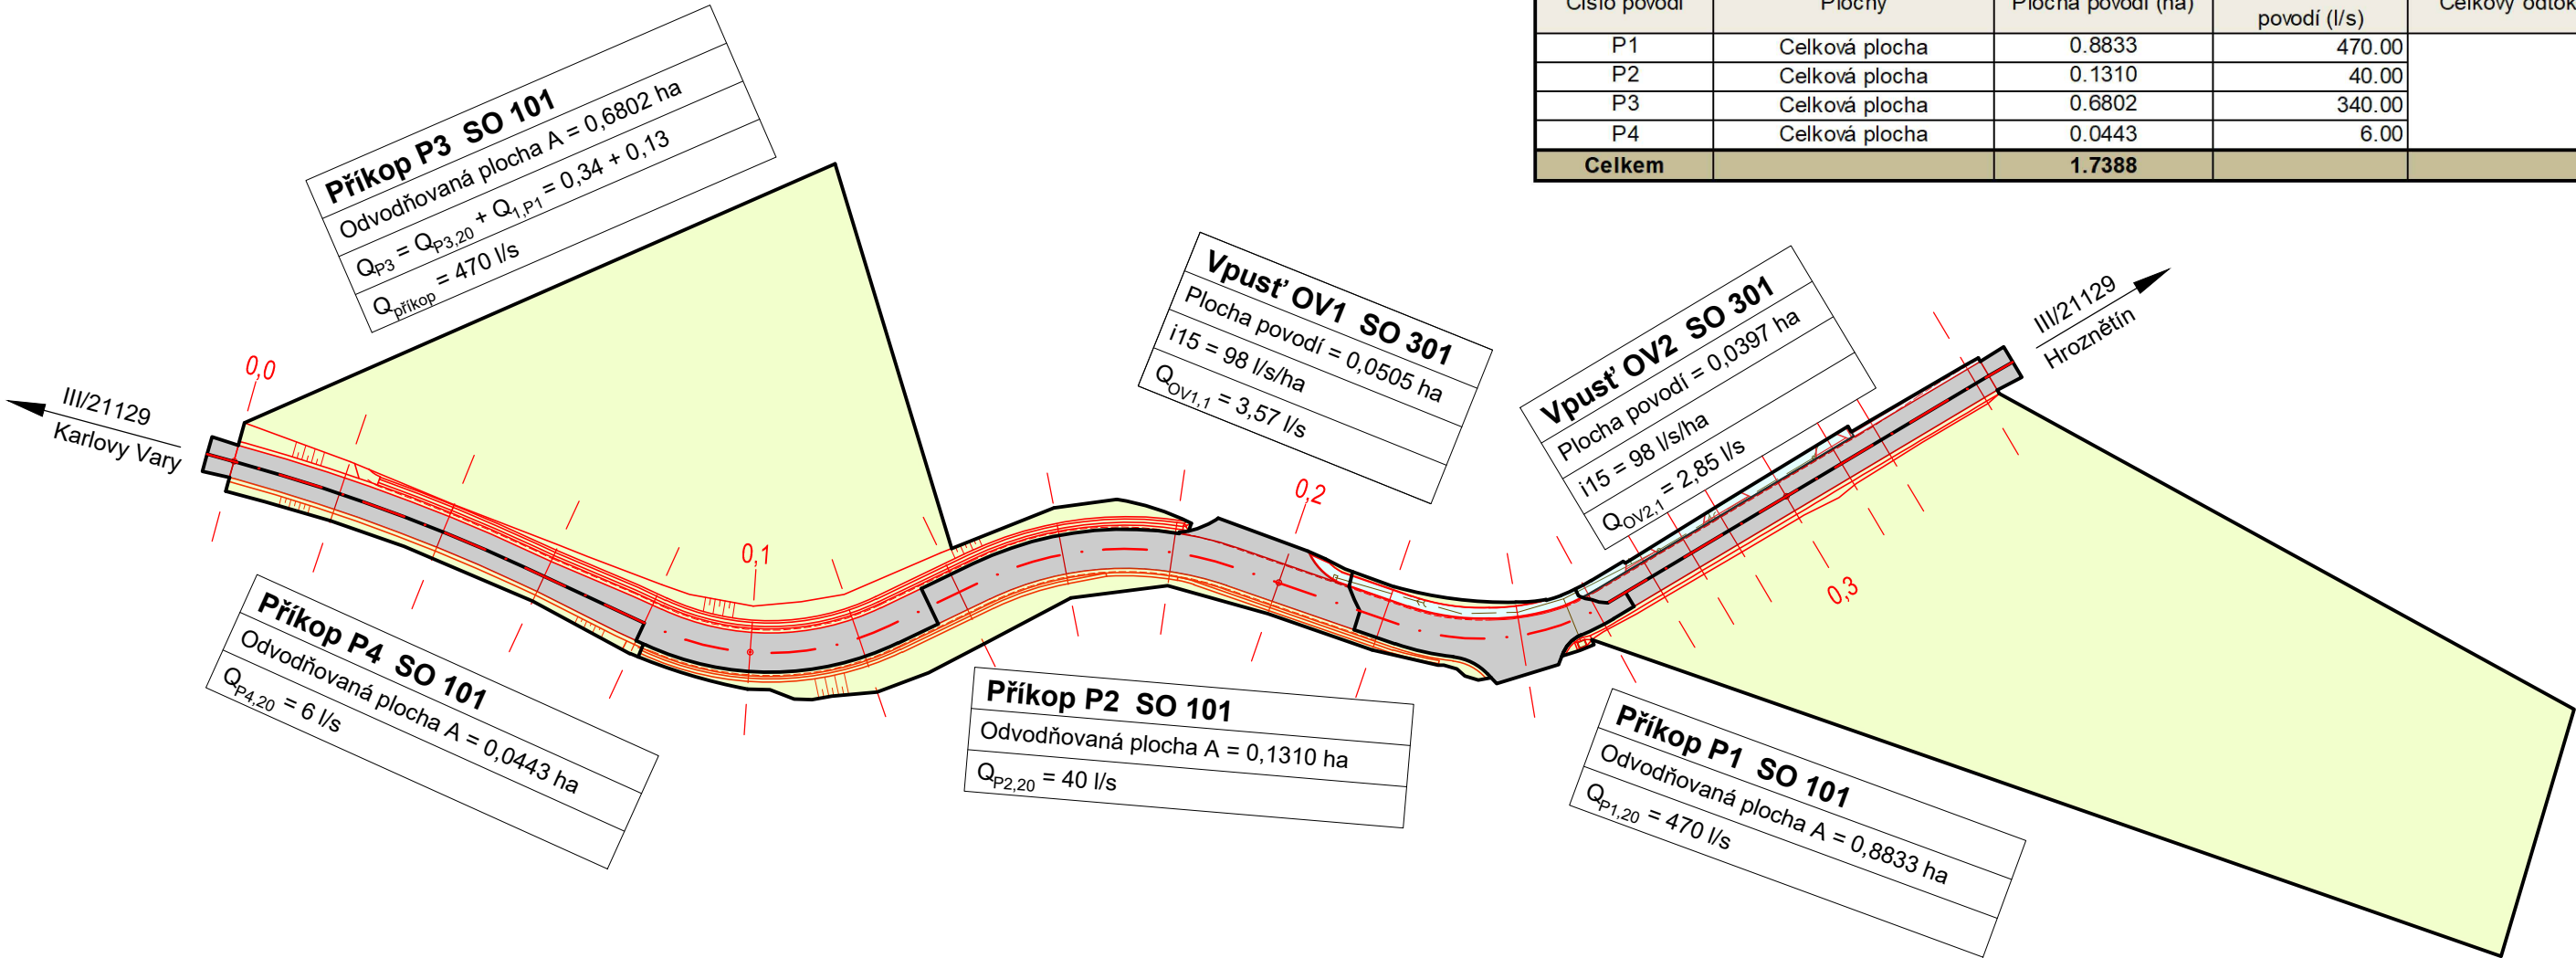 Číslo povodí Plochy Plocha povodí (ha) povodí (l/s) Celkový odtok
P1 Celková plocha 0.8833 470.00
P2 Celková plocha 0.1310 40.00
P3 Celková plocha 0.6802 340.00
P4 Celková plocha 0.0443 6.00
Celkem 1.7388
Příkop P3 SO 101
Odvodňovaná plocha A = 0,6802 ha
QP3 = QP3,20 + Q1,P1 = 0,34 + 0,13
Qpříkop = 470 l/s
Vpusť OV1 SO 301
Plocha povodí = 0,0505 ha
i15 = 98 l/s/ha
QOV1,1 = 3,57 l/s
Vpusť OV2 SO 301
Plocha povodí = 0,0397 ha
i15 = 98 l/s/ha
QOV2,1 = 2,85 l/s
III/21129
Hroznětín
III/21129
Karlovy Vary
0,0
0,1
0,2
0,3
Příkop P4 SO 101
Odvodňovaná plocha A = 0,0443 ha
QP4,20 = 6 l/s
Příkop P2 SO 101
Odvodňovaná plocha A = 0,1310 ha
QP2,20 = 40 l/s
Příkop P1 SO 101
Odvodňovaná plocha A = 0,8833 ha
QP1,20 = 470 l/s